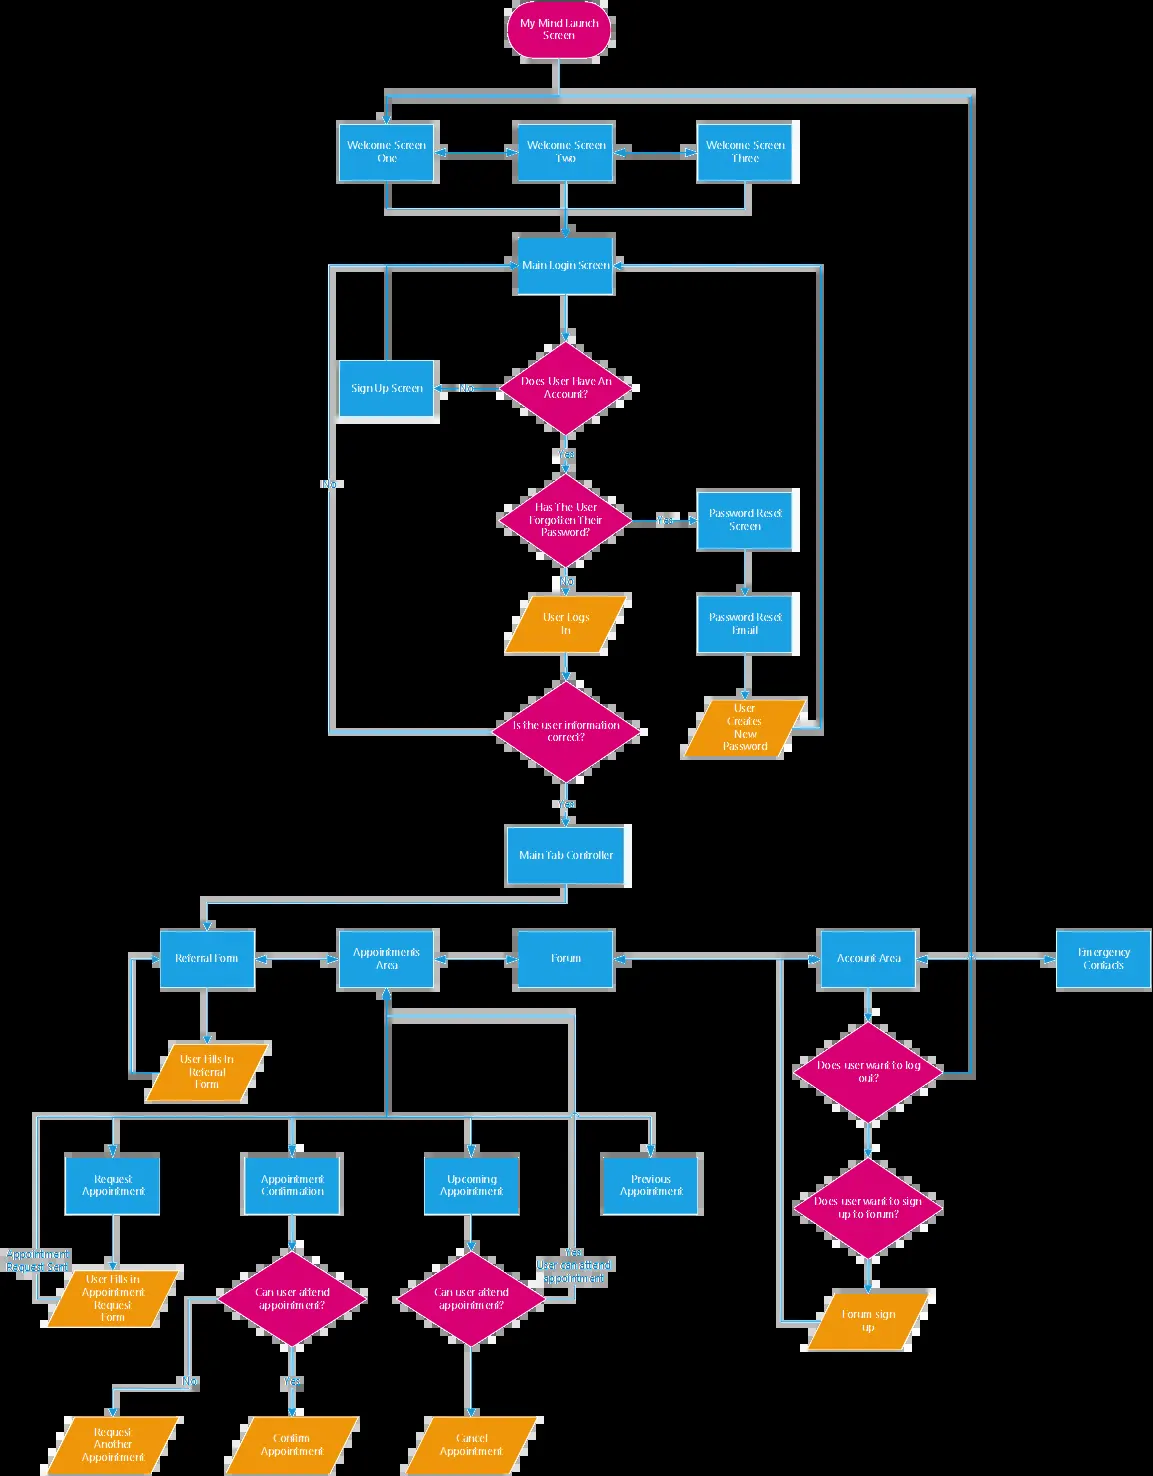 My Mind Launch
Screen
Welcome Screen
One
Welcome Screen
Two
Welcome Screen
Three
Main Login Screen
Sign Up Screen
No
Does User Have An
Account?
Yes
No
Has The User
Forgotten Their
Password?
Yes
Password Reset
Screen
No
User Logs
In
Password Reset
Email
Is the user information
correct?
User
Creates
New
Password
Yes
Main Tab Controller
Referral Form
Appointments
Area
Forum
Account Area
Emergency
Contacts
User Fills In
Referral
Form
Does user want to log
out?
Request
Appointment
Appointment
Confirmation
Upcoming
Appointment
Previous
Appointment
Does user want to sign
up to forum?
Appointment
Request Sent
User Fills in
Appointment
Request
Form
Can user attend
appointment?
Can user attend
appointment?
Yes
User can attend
appointment
Forum sign
up
No
Yes
Request
Another
Appointment
Confirm
Appointment
Cancel
Appointment